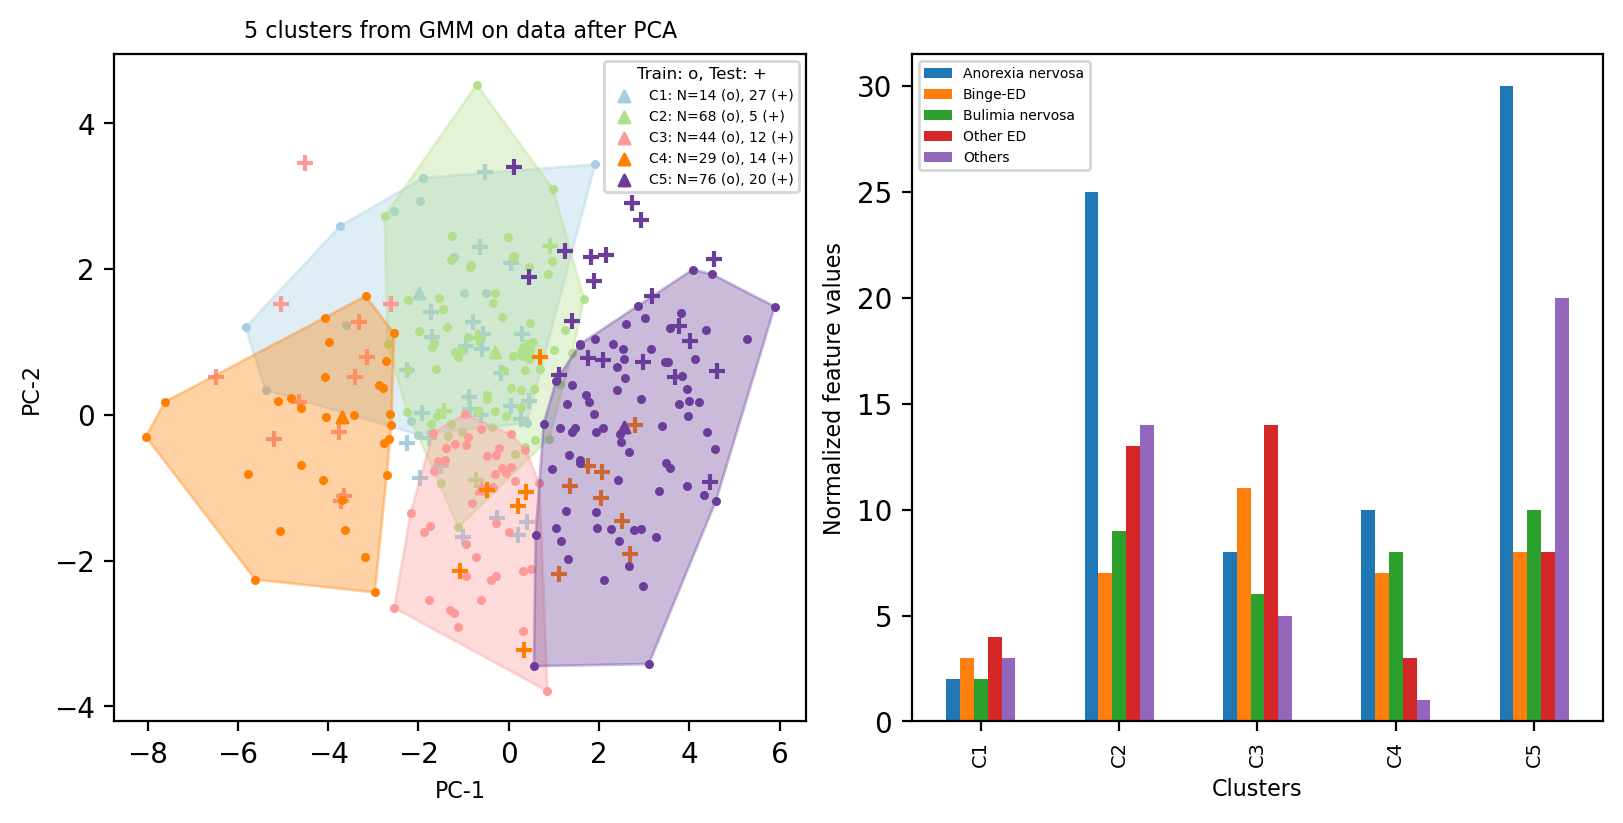 5 clusters from GMM on data after PCA
Train: o, Test: +
C1: N=14 (o), 27 (+)
C2: N=68 (o), 5 (+)
C3: N=44 (o), 12 (+)
C4: N=29 (o), 14 (+)
C5: N=76 (o), 20 (+)
4
2
0
−2
−4
PC-2
−8 −6 −4 −2 0 2 4 6
PC-1
Anorexia nervosa
Binge-ED
Bulimia nervosa
Other ED
Others
30
25
20
15
10
5
0
Normalized feature values
C1 C2 C3 C4 C5
Clusters